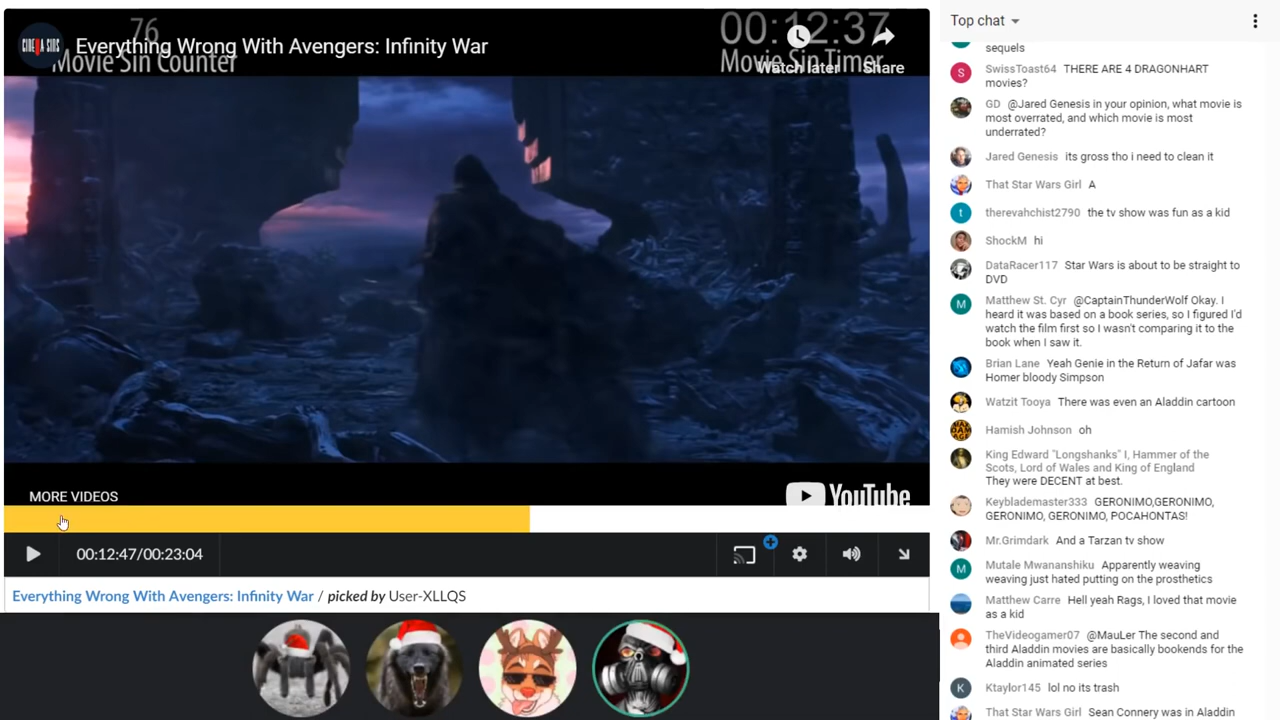 76
Movie Sin Counter
CINEMA SINS
Everything Wrong With Avengers: Infinity War
00:12:37
Movie Sin Timer
Watch later
Share
MORE VIDEOS
YouTube
00:12:47/00:23:04
Everything Wrong With Avengers: Infinity War / picked by User-XLLQS
Top chat
sequels
SwissToast64 THERE ARE 4 DRAGONHART
movies?
GD @Jared Genesis in your opinion, what movie is
most overrated, and which movie is most
underrated?
Jared Genesis its gross tho i need to clean it
That Star Wars Girl A
t
therevahchist2790 the tv show was fun as a kid
ShockM hi
DataRacer117 Star Wars is about to be straight to
DVD
M
Matthew St. Cyr @CaptainThunderWolf Okay. I
heard it was based on a book series, so I figured I'd
watch the film first so I wasn't comparing it to the
book when I saw it.
Brian Lane Yeah Genie in the Return of Jafar was
Homer bloody Simpson
Watzit Tooya There was even an Aladdin cartoon
Hamish Johnson oh
King Edward "Longshanks" I, Hammer of the
Scots, Lord of Wales and King of England
They were DECENT at best.
Keyblademaster333 GERONIMO,GERONIMO,
GERONIMO, GERONIMO, POCAHONTAS!
Mr.Grimdark And a Tarzan tv show
M
Mutale Mwananshiku Apparently weaving
weaving just hated putting on the prosthetics
Matthew Carre Hell yeah Rags, I loved that movie
as a kid
TheVideogamer07 @MauLer The second and
third Aladdin movies are basically bookends for the
Aladdin animated series
K
Ktaylor145 lol no its trash
That Star Wars Girl Sean Connery was in Aladdin